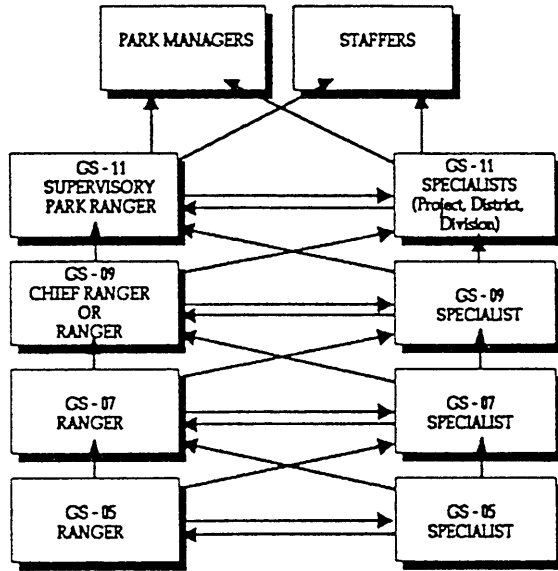 PARK MANAGERS
STAFFERS
GS - 11
SUPERVISORY
PARK RANGER
GS - 11
SPECIALISTS
(Project, District,
Division)
GS - 09
CHIEF RANGER
OR
RANGER
GS - 09
SPECIALIST
GS - 07
RANGER
GS - 07
SPECIALIST
GS - 05
RANGER
GS - 05
SPECIALIST